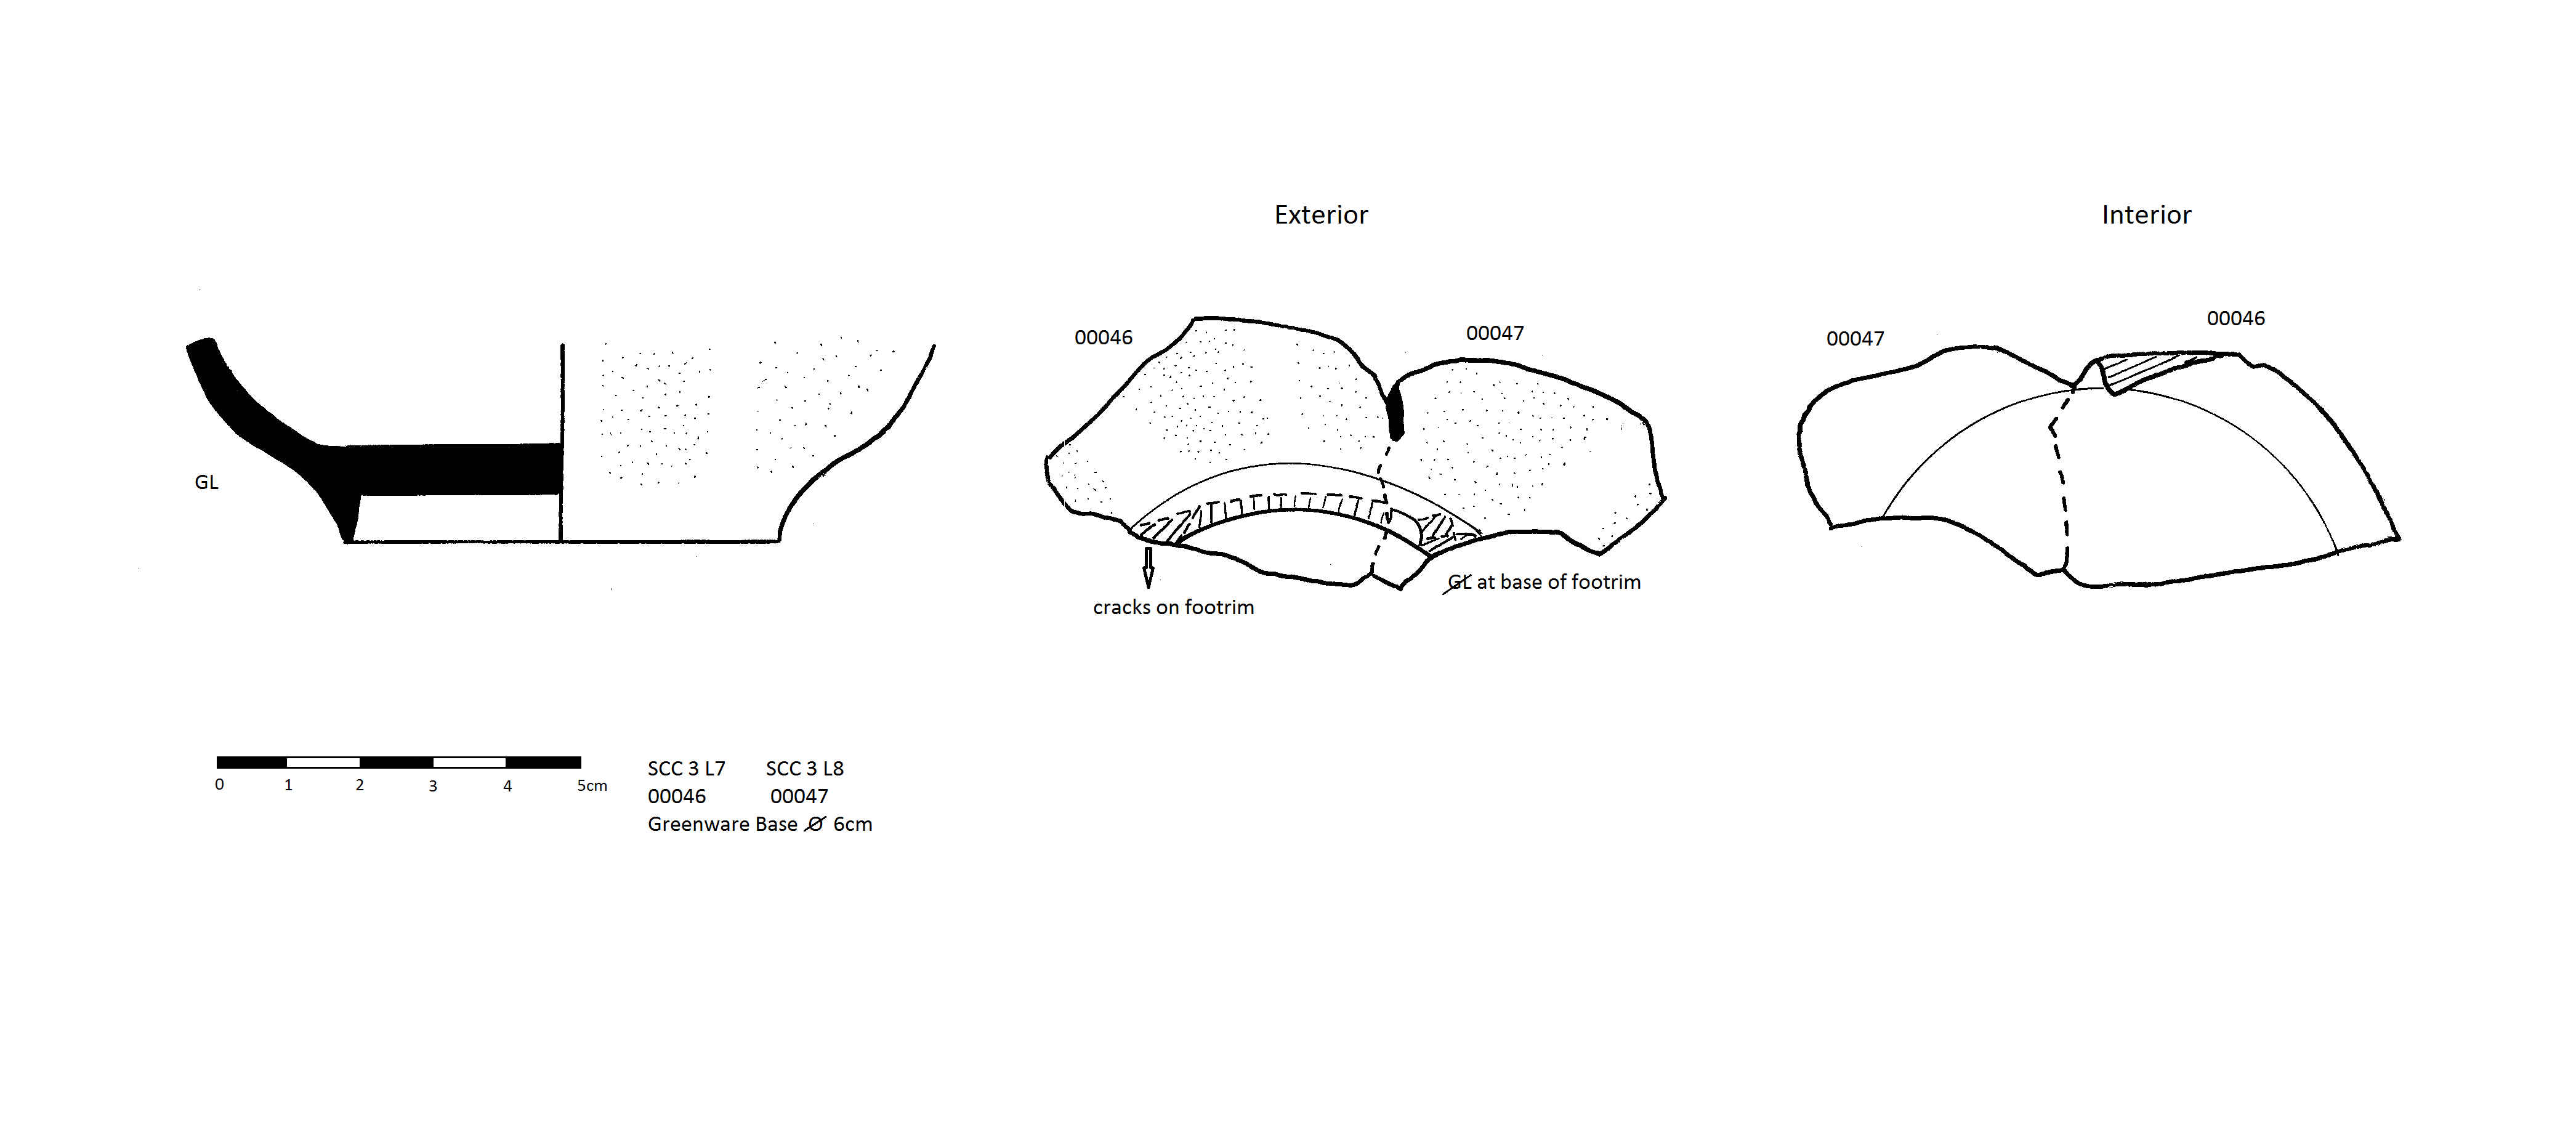 Exterior
Interior
00046
00047
00047
00046
GL
GL at base of footrim
cracks on footrim
0 1 2 3 4 5cm
SCC 3 L7 SCC 3 L8
00046 00047
Greenware Base Ø 6cm